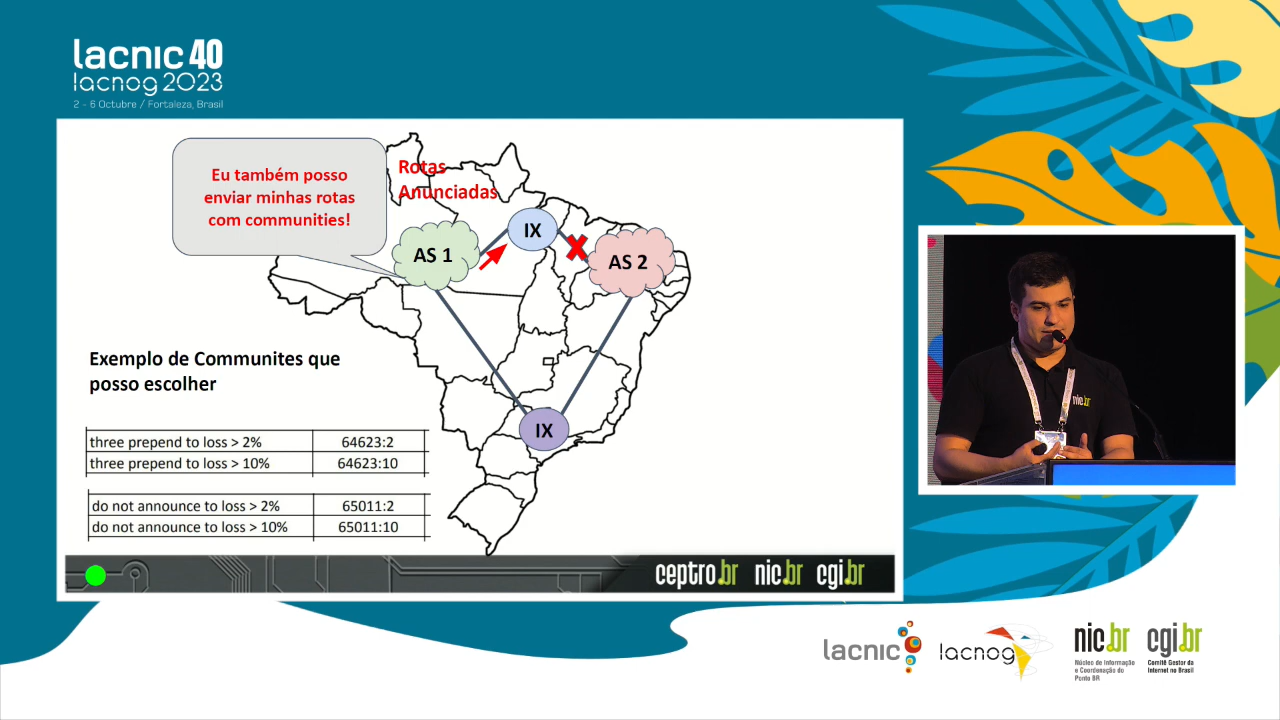 lacnic 40
lacnog 2023
2 - 6 Octubre / Fortaleza, Brasil
Eu também posso
enviar minhas rotas
com communities!
Rotas
Anunciadas
IX
AS 1
AS 2
Exemplo de Communites que
posso escolher
IX
three prepend to loss > 2% 64623:2
three prepend to loss > 10% 64623:10
do not announce to loss > 2% 65011:2
do not announce to loss > 10% 65011:10
ceptro.br nic.br cgi.br
nic.br
lacnic
lacnog
nic.br
Núcleo de Informação
e Coordenação do
Ponto BR
cgi.br
Comitê Gestor da
Internet no Brasil